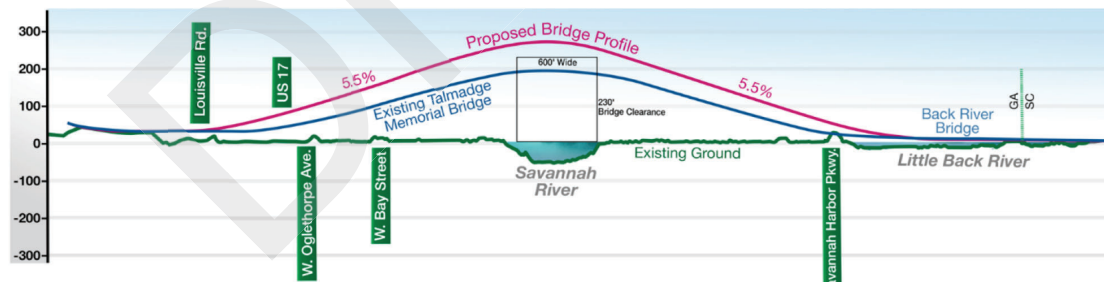 300
200
100
0
-100
-200
-300
Louisville Rd.
US 17
5.5%
Proposed Bridge Profile
Existing Talmadge
Memorial Bridge
600' Wide
230'
Bridge Clearance
5.5%
GA
SC
Back River
Bridge
Existing Ground
Little Back River
Savannah
River
W. Oglethorpe Ave.
W. Bay Street
avannah Harbor Pkwy.